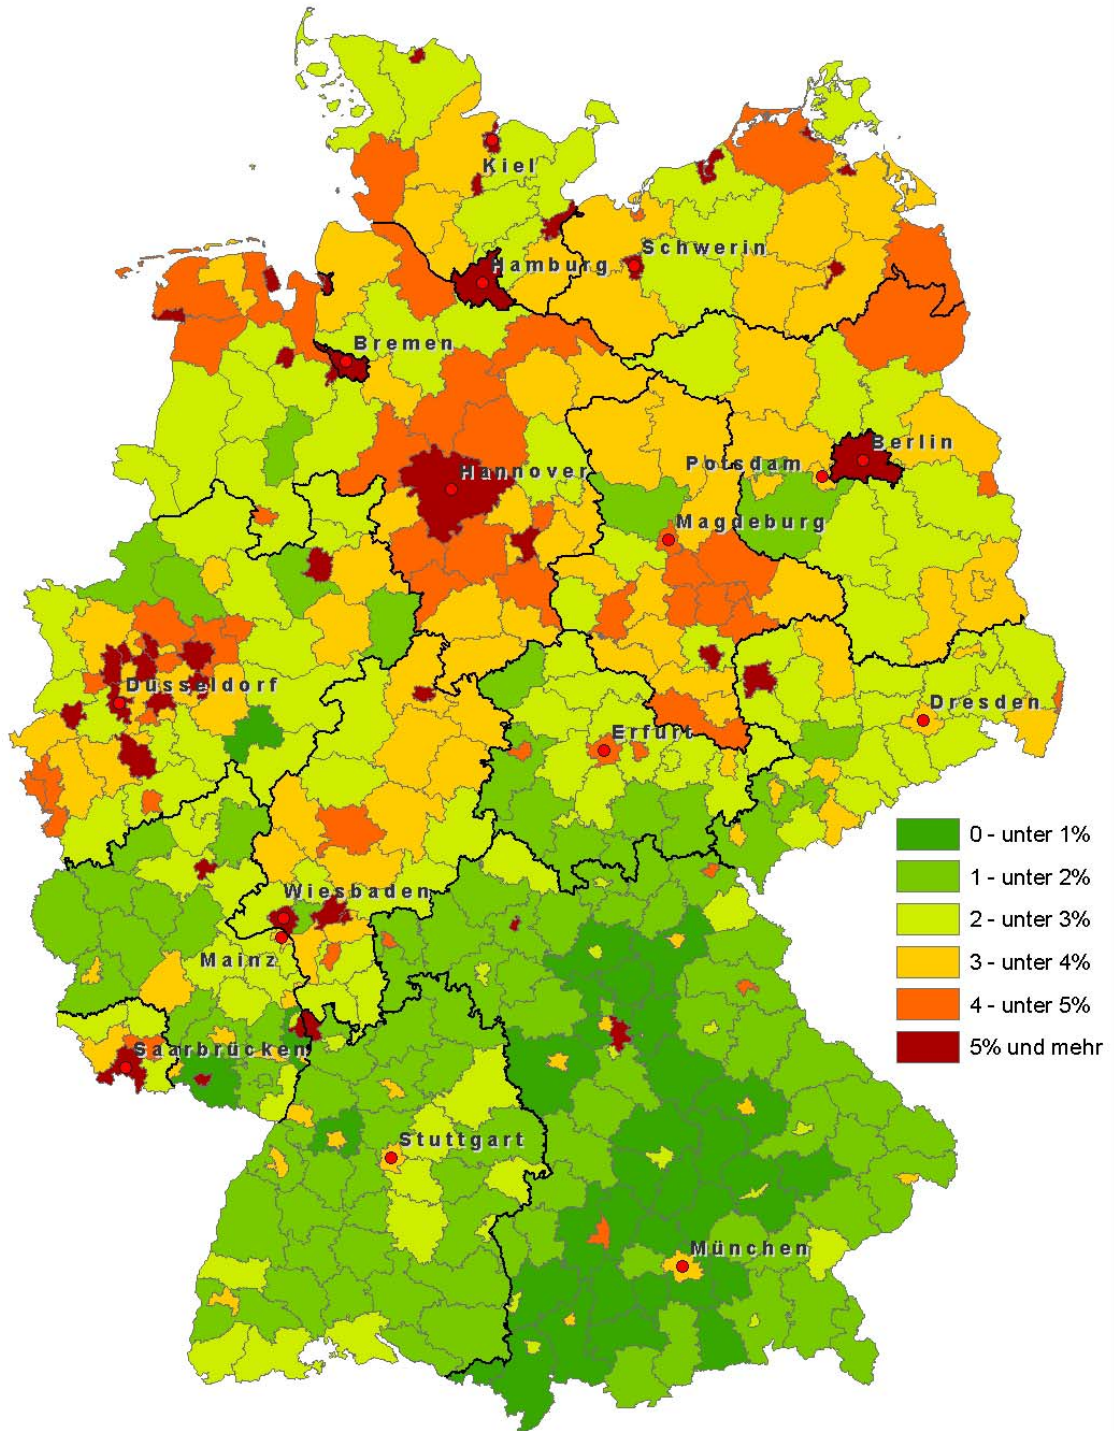 Kiel
Schwerin
Hamburg
Bremen
Berlin
Hannover
Potsdam
Magdeburg
Düsseldorf
Dresden
Erfurt
0 - unter 1%
1 - unter 2%
Wiesbaden
2 - unter 3%
Mainz
3 - unter 4%
4 - unter 5%
Saarbrücken
5% und mehr
Stuttgart
München